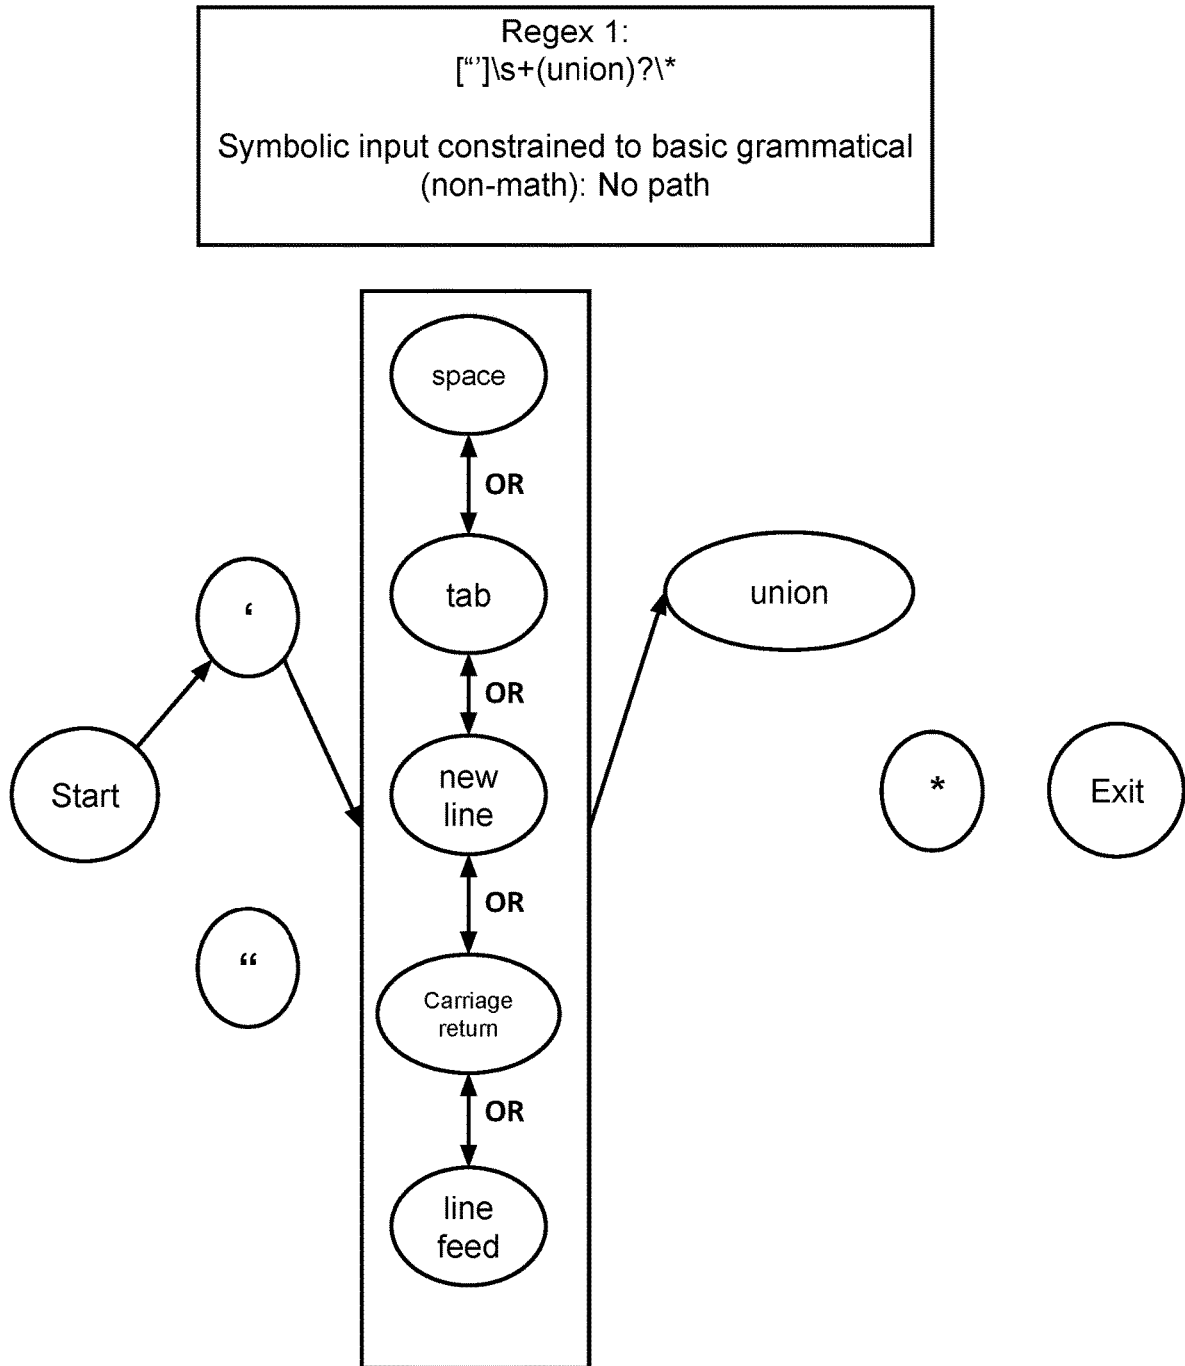 Regex 1:
[“’]\s+(union)?\*
Symbolic input constrained to basic grammatical
(non-math): No path
space
OR
tab
OR
new
line
OR
Carriage
return
OR
line
feed
Start
‘
“
union
*
Exit